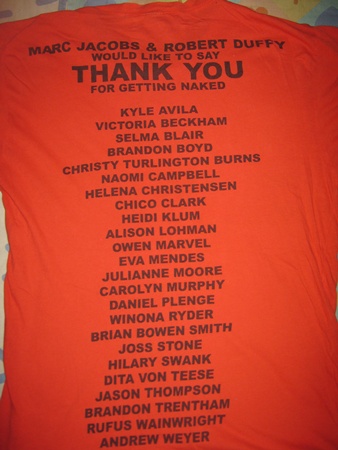 MARC JACOBS & ROBERT DUFFY
WOULD LIKE TO SAY
THANK YOU
FOR GETTING NAKED
KYLE AVILA
VICTORIA BECKHAM
SELMA BLAIR
BRANDON BOYD
CHRISTY TURLINGTON BURNS
NAOMI CAMPBELL
HELENA CHRISTENSEN
CHICO CLARK
HEIDI KLUM
ALISON LOHMAN
OWEN MARVEL
EVA MENDES
JULIANNE MOORE
CAROLYN MURPHY
DANIEL PLENGE
WINONA RYDER
BRIAN BOWEN SMITH
JOSS STONE
HILARY SWANK
DITA VON TEESE
JASON THOMPSON
BRANDON TRENTHAM
RUFUS WAINWRIGHT
ANDREW WEYER